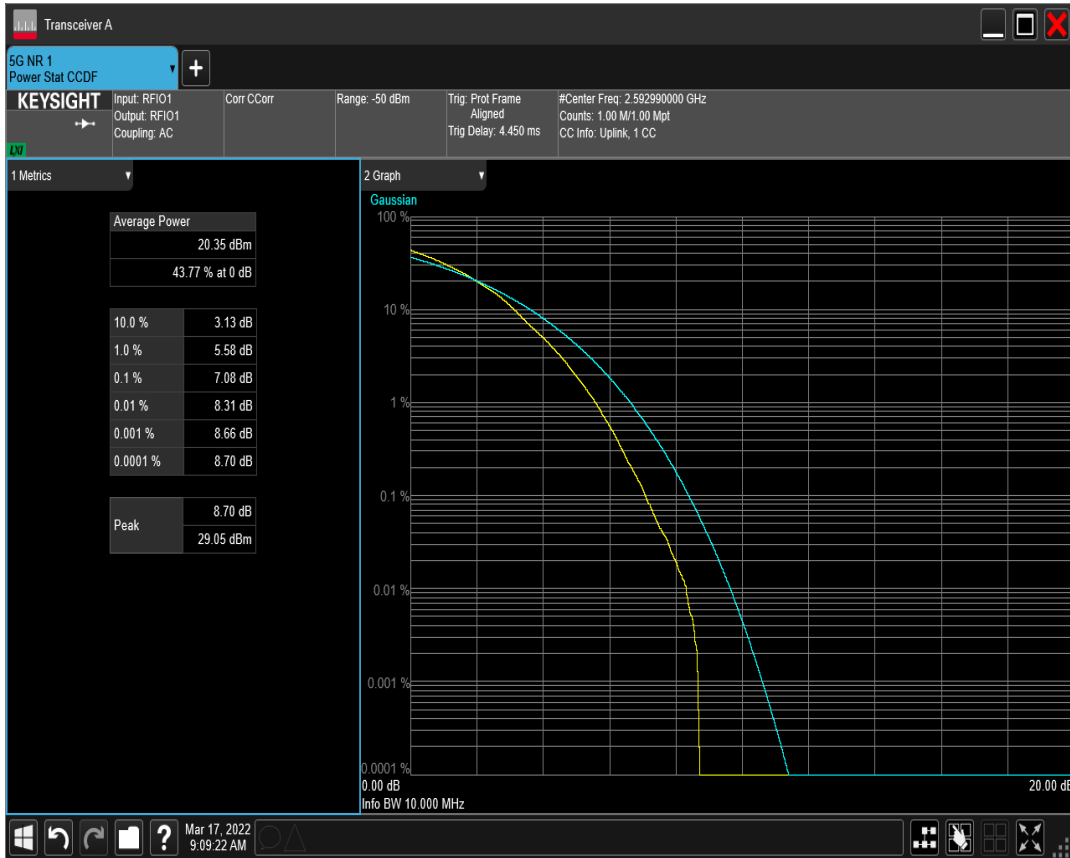 Transceiver A
5G NR 1
Power Stat CCDF
+
KEYSIGHT
LXI
Input: RFIO1
Output: RFIO1
Coupling: AC
Corr CCorr
Range: -50 dBm
Trig: Prot Frame
Aligned
Trig Delay: 4.450 ms
#Center Freq: 2.592990000 GHz
Counts: 1.00 M/1.00 Mpt
CC Info: Uplink, 1 CC
1 Metrics
Average Power
20.35 dBm
43.77 % at 0 dB
10.0 % 3.13 dB
1.0 % 5.58 dB
0.1 % 7.08 dB
0.01 % 8.31 dB
0.001 % 8.66 dB
0.0001 % 8.70 dB
Peak
8.70 dB
29.05 dBm
2 Graph
Gaussian
100 %
10 %
1 %
0.1 %
0.01 %
0.001 %
0.0001 %
0.00 dB
20.00 dB
Info BW 10.000 MHz
?
Mar 17, 2022
9:09:22 AM